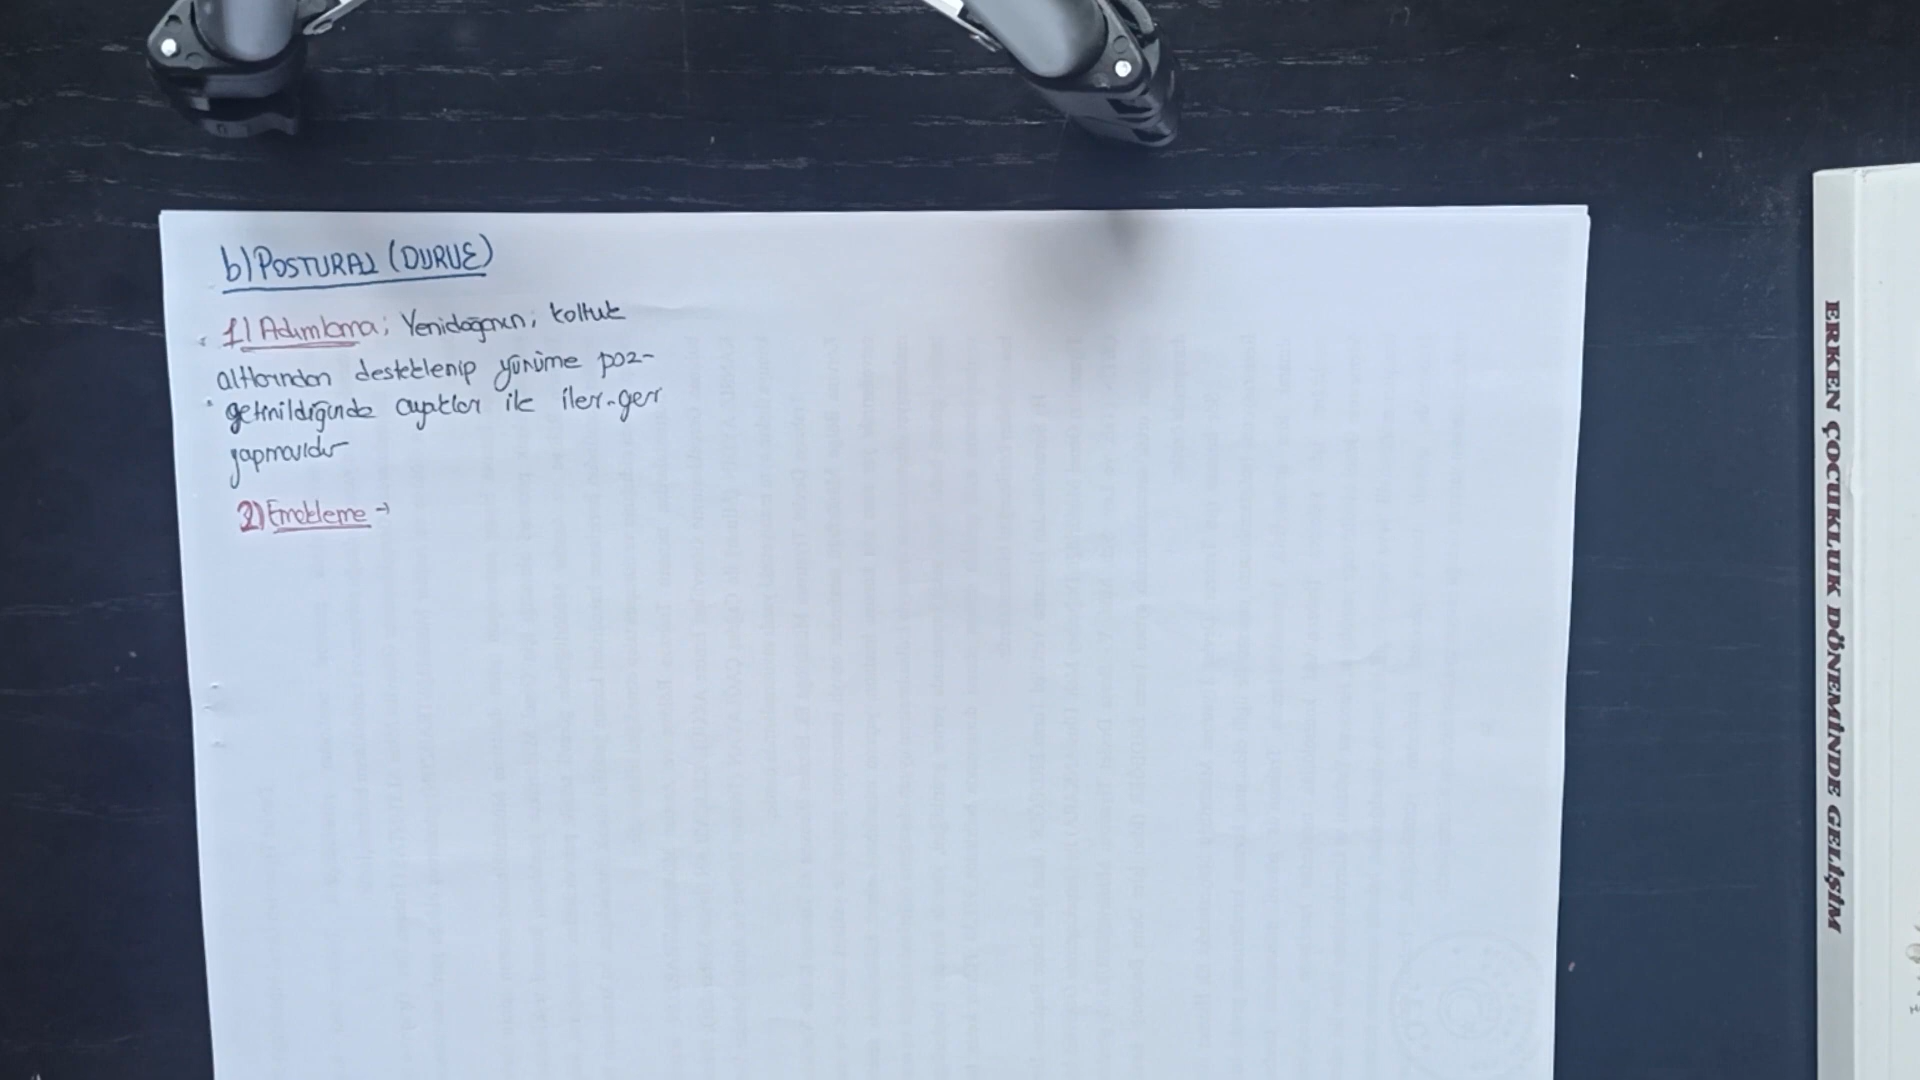 b) POSTURAL (DURUŞ)
1) Adımlama; Yenidoğanın; koltuk
altlarından desteklenip yürüme poz-
getirildiğinde ayaklar ile ileri-geri
yapmasıdır
2) Emekleme →
ERKEN ÇOCUKLUK DÖNEMİNDE GELİŞİM